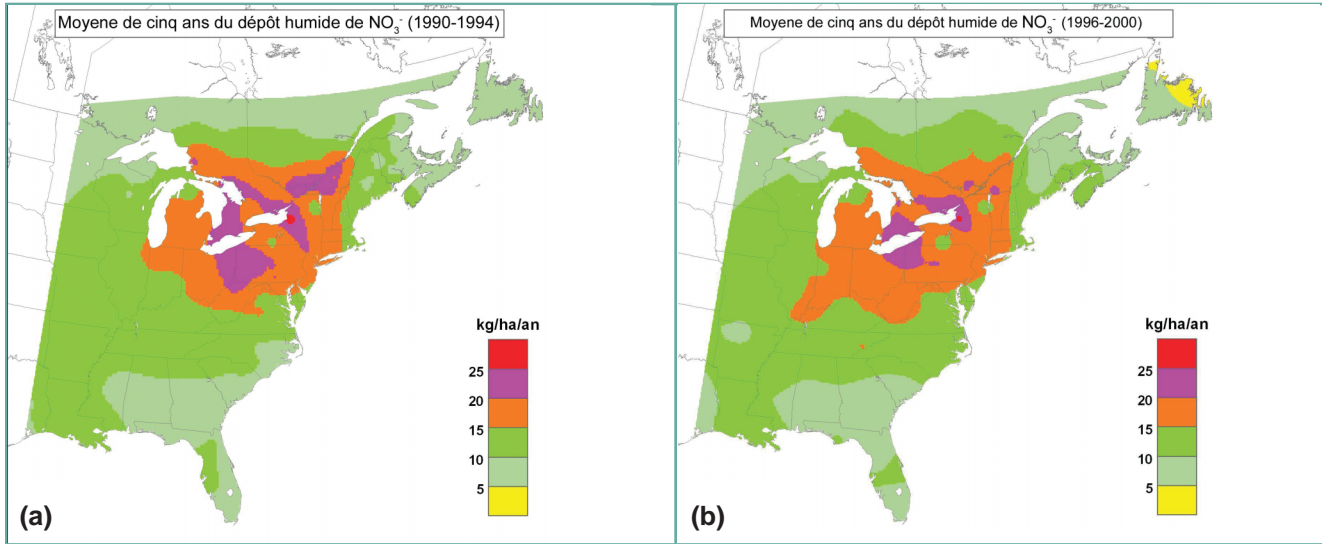 Moyene de cinq ans du dépôt humide de NO₃⁻ (1990-1994)
kg/ha/an
25
20
15
10
5
(a)
Moyene de cinq ans du dépôt humide de NO₃⁻ (1996-2000)
kg/ha/an
25
20
15
10
5
(b)